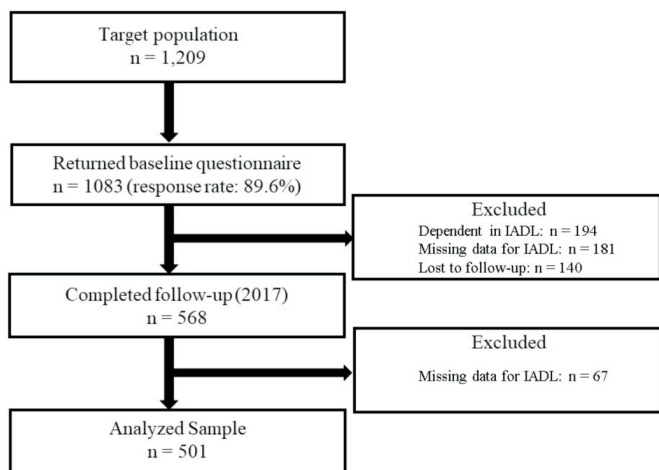 Target population
n = 1,209
Returned baseline questionnaire
n = 1083 (response rate: 89.6%)
Excluded
Dependent in IADL: n = 194
Missing data for IADL: n = 181
Lost to follow-up: n = 140
Completed follow-up (2017)
n = 568
Excluded
Missing data for IADL: n = 67
Analyzed Sample
n = 501